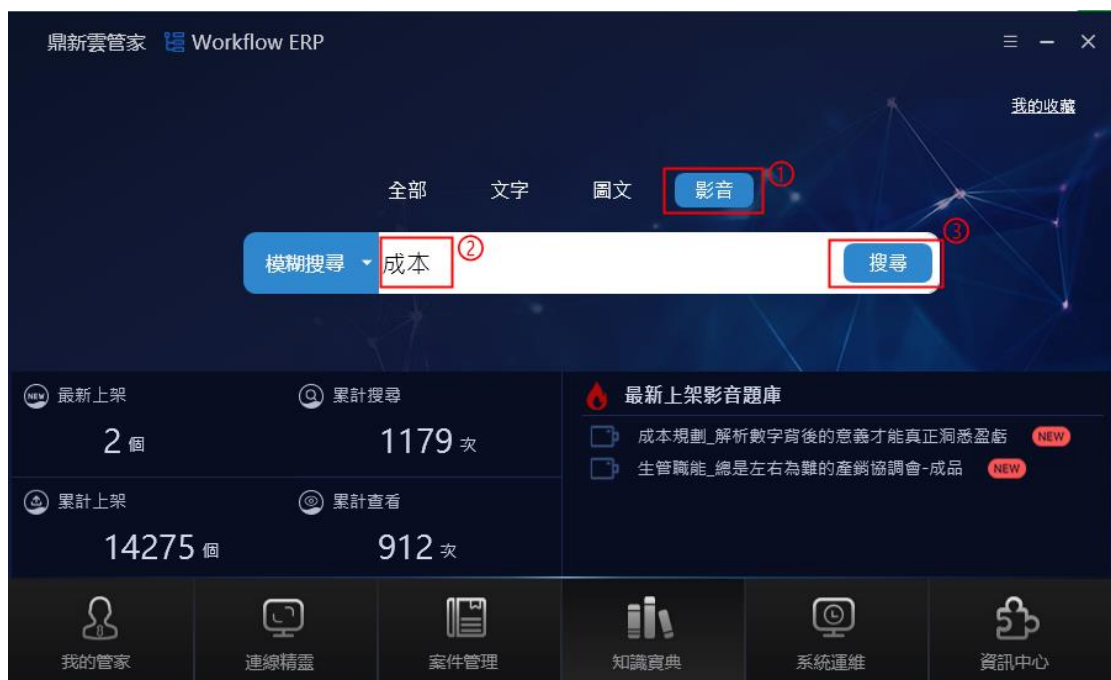 鼎新雲管家 Workflow ERP
我的收藏
全部 文字 圖文 影音 ①
模糊搜尋 成本 ② 搜尋 ③
NEW 最新上架 累計搜尋
2 個 1179 次
累計上架 累計查看
14275 個 912 次
最新上架影音題庫
成本規劃_解析數字背後的意義才能真正洞悉盈虧 NEW
生管職能_總是左右為難的產銷協調會-成品 NEW
我的管家 連線精靈 案件管理 知識寶典 系統運維 資訊中心